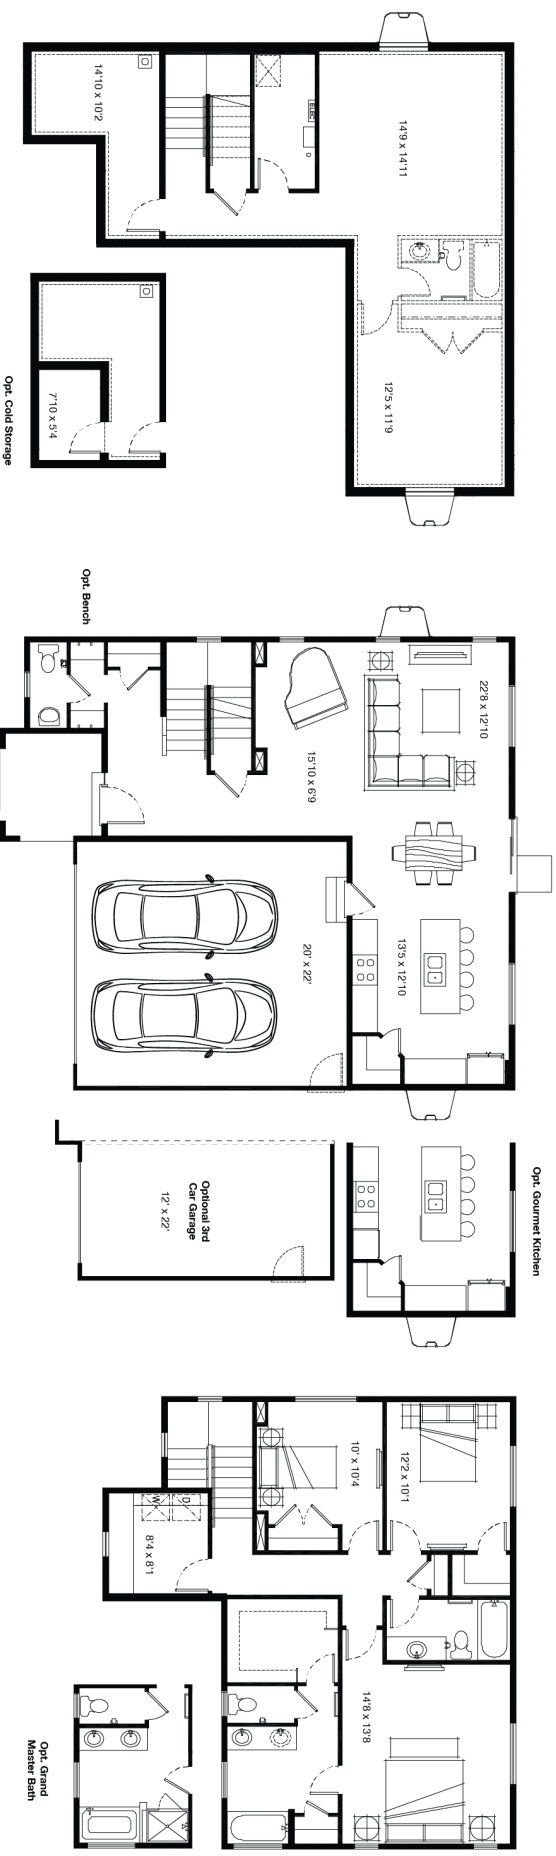 14'10 x 10'2
ELEC
14'9 x 14'11
12'5 x 11'9
7'10 x 5'4
Opt. Cold Storage
Opt. Bench
22'8 x 12'10
15'10 x 6'9
13'5 x 12'10
20' x 22'
Optional 3rd
Car Garage
12' x 22'
Opt. Gourmet Kitchen
10' x 10'4
12'2 x 10'1
W
D
8'4 x 8'1
14'8 x 13'8
Opt. Grand
Master Bath